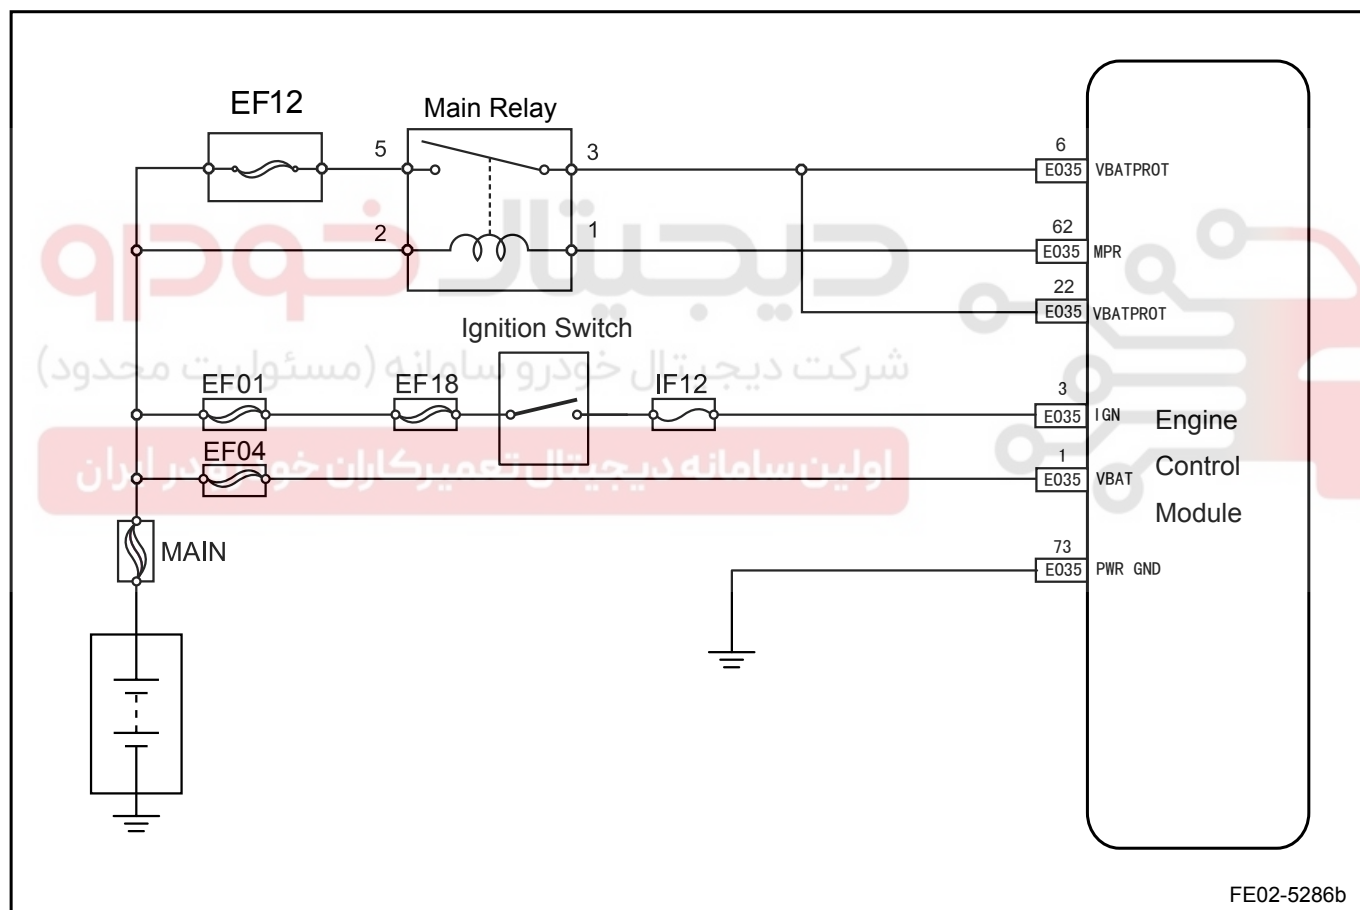 EF12
Main Relay
5
3
6
E035 VBATPROT
2
1
62
E035 MPR
22
E035 VBATPROT
دیجیتال خودرو
Ignition Switch
شرکت دیجیتال خودرو سامانه (مسئولیت محدود)
EF01
EF18
IF12
3
E035 IGN
Engine
Control
Module
EF04
اولین سامانه دیجیتال تعمیرکاران خودرو در ایران
1
E035 VBAT
MAIN
73
E035 PWR GND
FE02-5286b